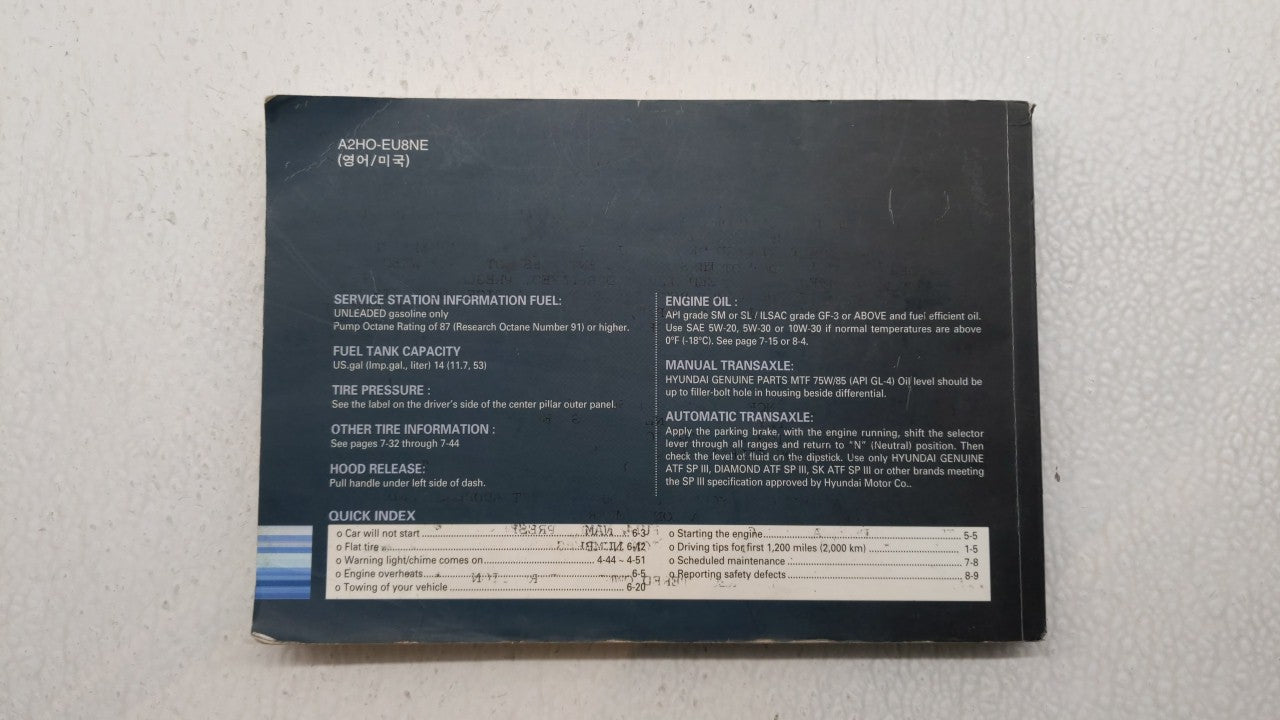 A2HO-EU8NE
(영어/미국)
SERVICE STATION INFORMATION FUEL:
UNLEADED gasoline only
Pump Octane Rating of 87 (Research Octane Number 91) or higher.
FUEL TANK CAPACITY
US.gal (Imp.gal., liter) 14 (11.7, 53)
TIRE PRESSURE :
See the label on the driver's side of the center pillar outer panel.
OTHER TIRE INFORMATION :
See pages 7-32 through 7-44
HOOD RELEASE:
Pull handle under left side of dash.
ENGINE OIL :
API grade SM or SL / ILSAC grade GF-3 or ABOVE and fuel efficient oil.
Use SAE 5W-20, 5W-30 or 10W-30 if normal temperatures are above
0°F (-18°C). See page 7-15 or 8-4.
MANUAL TRANSAXLE:
HYUNDAI GENUINE PARTS MTF 75W/85 (API GL-4) Oil level should be
up to filler-bolt hole in housing beside differential.
AUTOMATIC TRANSAXLE:
Apply the parking brake, with the engine running, shift the selector
lever through all ranges and return to "N" (Neutral) position. Then
check the level of fluid on the dipstick. Use only HYUNDAI GENUINE
ATF SP III, DIAMOND ATF SP III, SK ATF SP III or other brands meeting
the SP III specification approved by Hyundai Motor Co..
QUICK INDEX
o Car will not start ........ 6-3
o Flat tire ........ 6-12
o Warning light/chime comes on ........ 4-44 ~ 4-51
o Engine overheats ........ 6-5
o Towing of your vehicle ........ 6-20
o Starting the engine ........ 5-5
o Driving tips for first 1,200 miles (2,000 km) ........ 1-5
o Scheduled maintenance ........ 7-8
o Reporting safety defects ........ 8-9